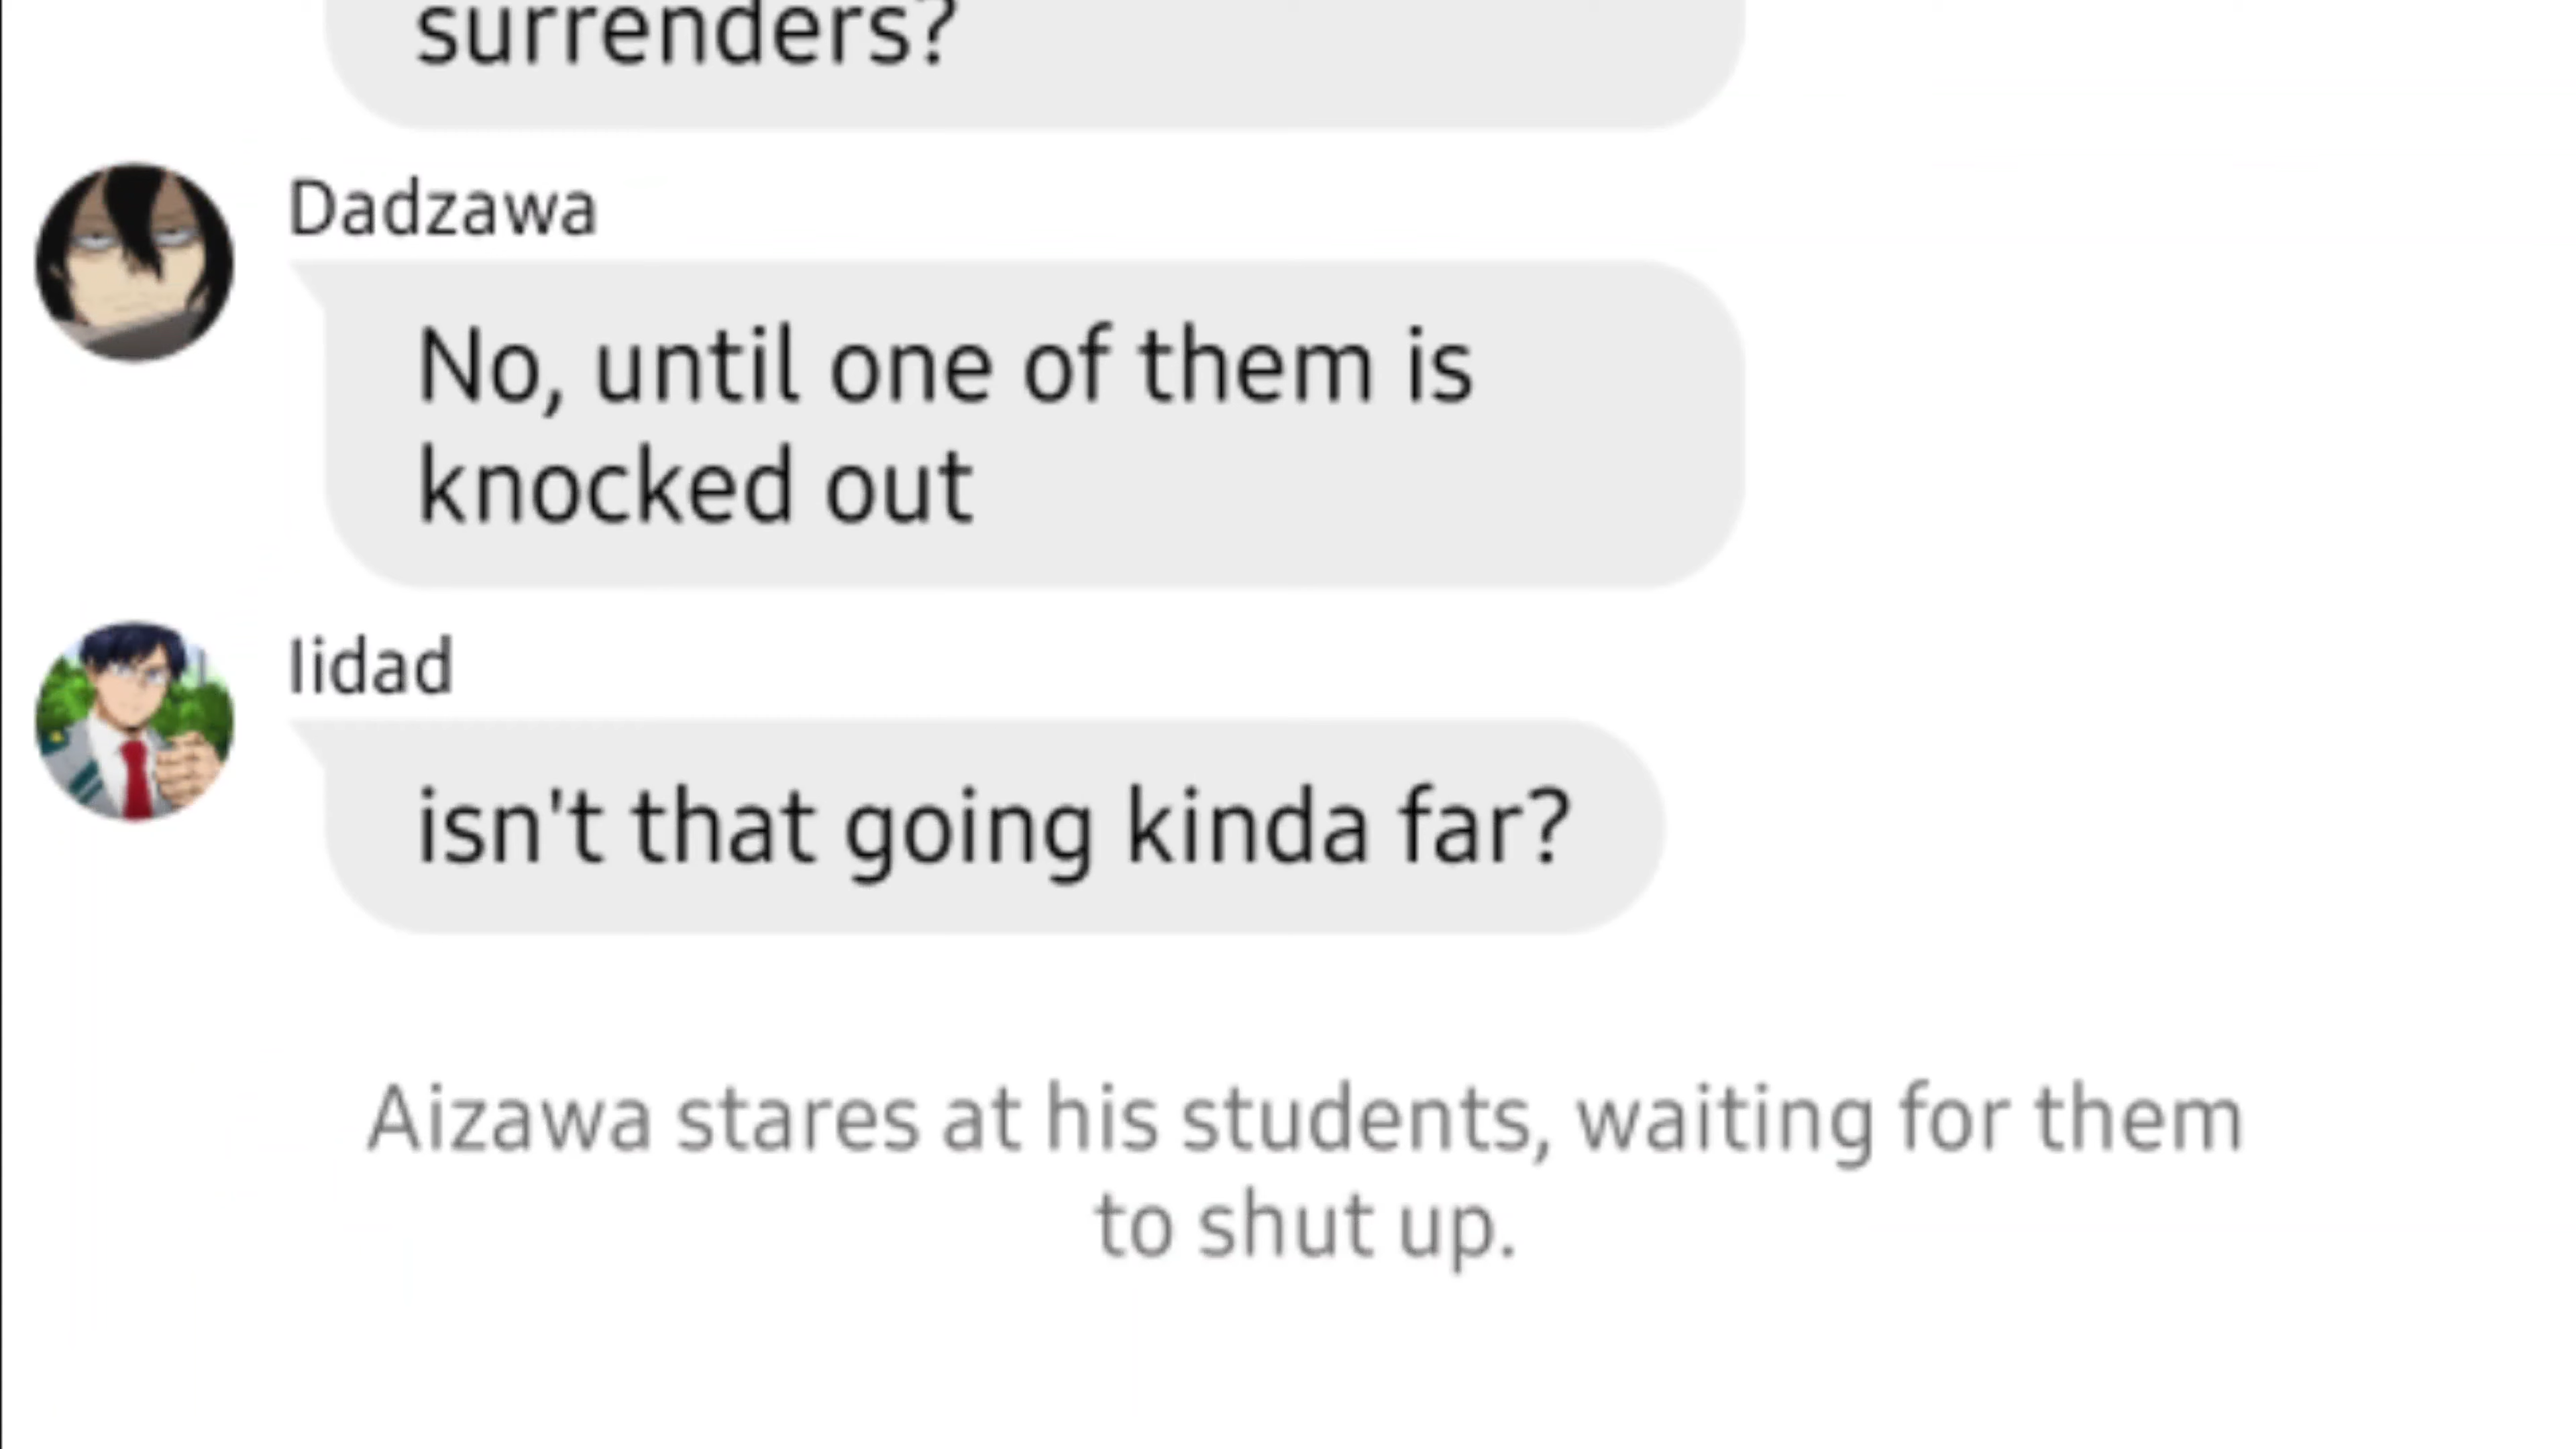 surrenders?
Dadzawa
No, until one of them is
knocked out
Iidad
isn't that going kinda far?
Aizawa stares at his students, waiting for them
to shut up.